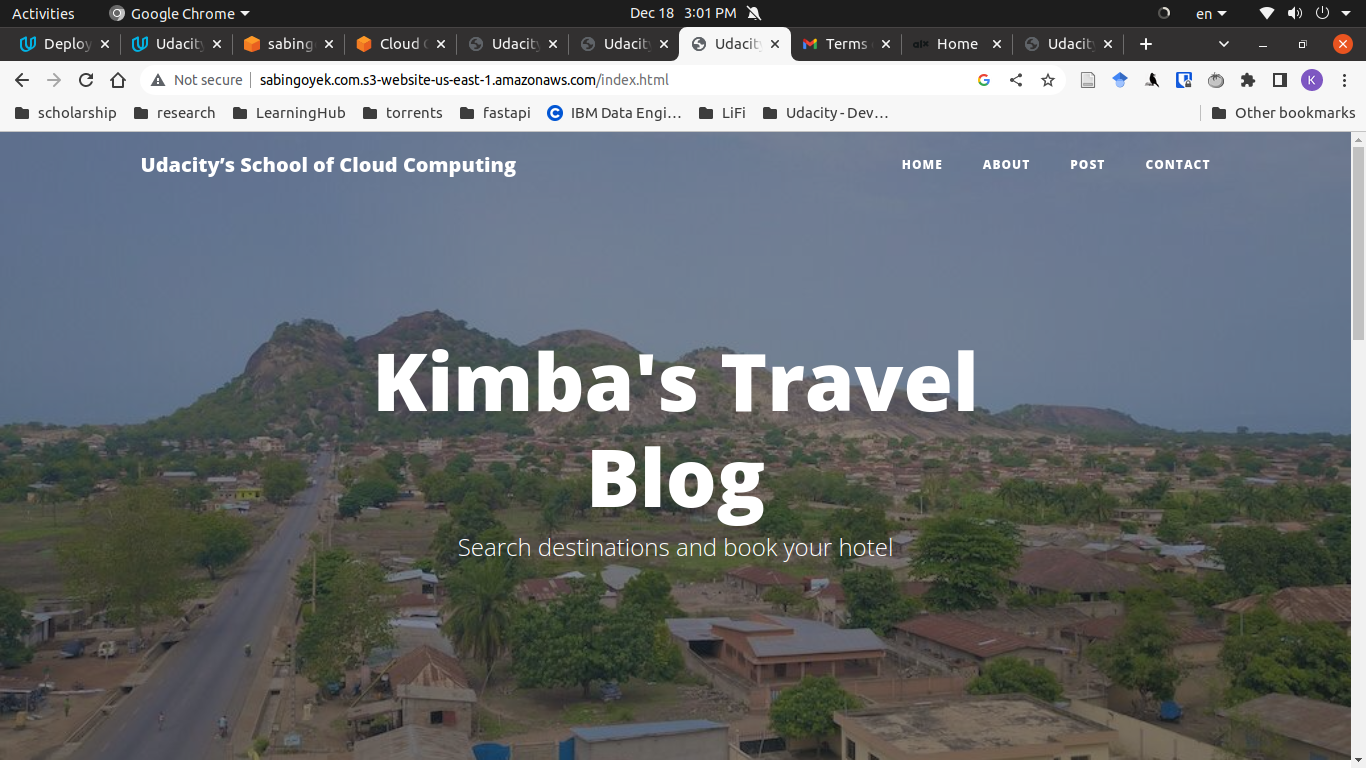 Activities
Google Chrome
Dec 18 3:01 PM
en
Deploy
Udacity
sabing
Cloud
Udacity
Udacity
Udacity
Terms
Home
Udacity
Not secure
sabingoyek.com.s3-website-us-east-1.amazonaws.com/index.html
K
scholarship
research
LearningHub
torrents
fastapi
IBM Data Engi…
LiFi
Udacity - Dev…
Other bookmarks
Udacity’s School of Cloud Computing
HOME
ABOUT
POST
CONTACT
Kimba's Travel
Blog
Search destinations and book your hotel